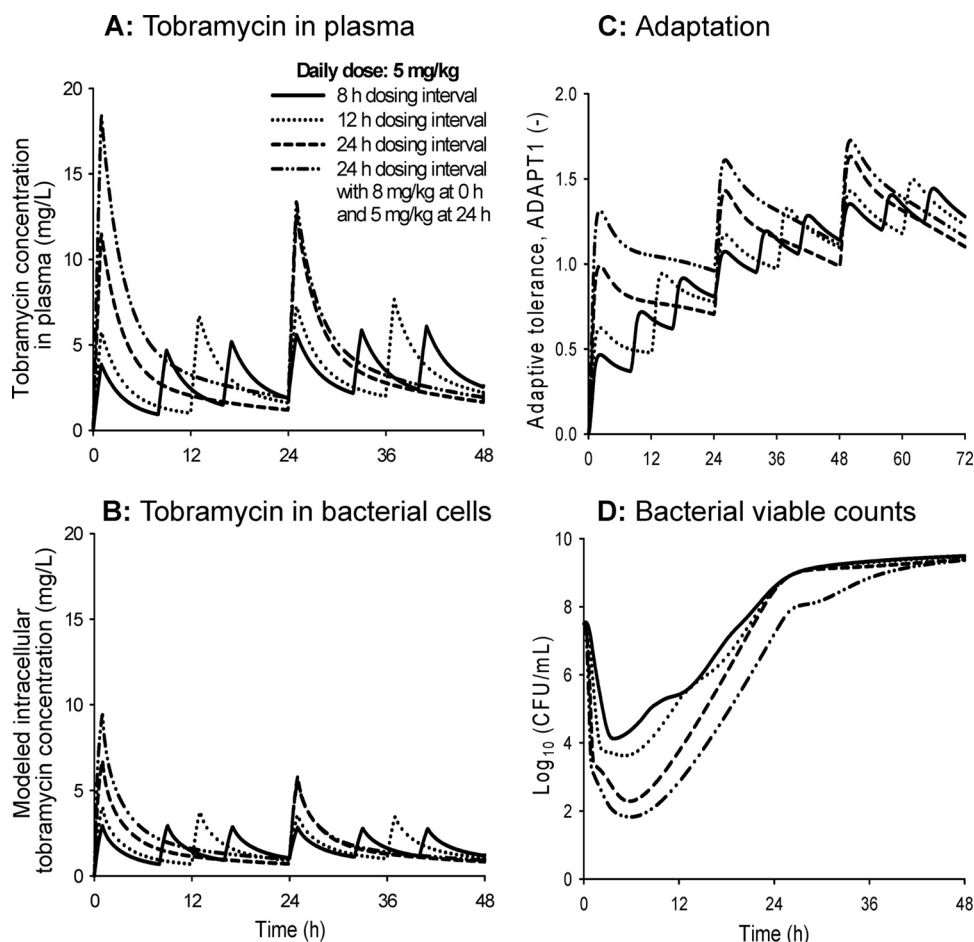 A: Tobramycin in plasma
Daily dose: 5 mg/kg
8 h dosing interval
12 h dosing interval
24 h dosing interval
24 h dosing interval
with 8 mg/kg at 0 h
and 5 mg/kg at 24 h
Tobramycin concentration
in plasma (mg/L)
20
15
10
5
0
0 12 24 36 48
C: Adaptation
Adaptive tolerance, ADAPT1 (-)
2.0
1.5
1.0
0.5
0.0
0 12 24 36 48 60 72
B: Tobramycin in bacterial cells
Modeled intracellular
tobramycin concentration (mg/L)
20
15
10
5
0
0 12 24 36 48
Time (h)
D: Bacterial viable counts
Log10 (CFU/mL)
10
8
6
4
2
0
0 12 24 36 48
Time (h)